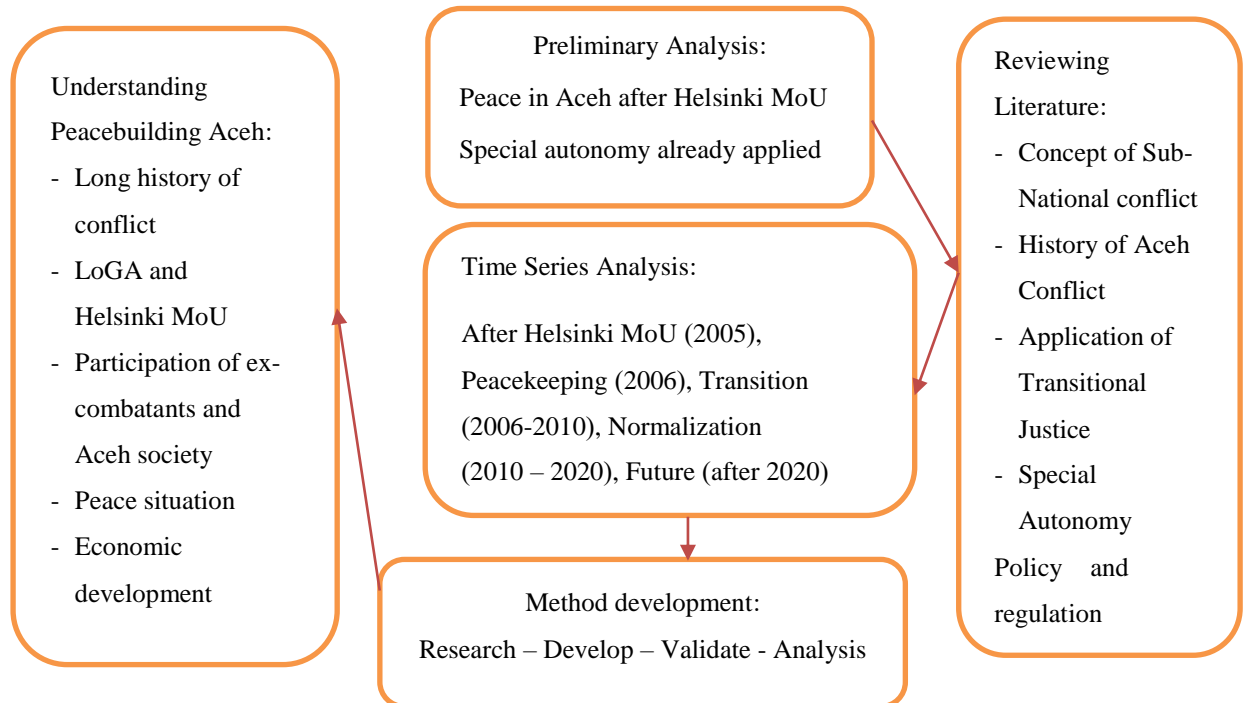 Understanding
Peacebuilding Aceh:
- Long history of
conflict
- LoGA and
Helsinki MoU
- Participation of ex-
combatants and
Aceh society
- Peace situation
- Economic
development
Preliminary Analysis:
Peace in Aceh after Helsinki MoU
Special autonomy already applied
Time Series Analysis:
After Helsinki MoU (2005),
Peacekeeping (2006), Transition
(2006-2010), Normalization
(2010 – 2020), Future (after 2020)
Method development:
Research – Develop – Validate - Analysis
Reviewing
Literature:
- Concept of Sub-
National conflict
- History of Aceh
Conflict
- Application of
Transitional
Justice
- Special
Autonomy
Policy and
regulation